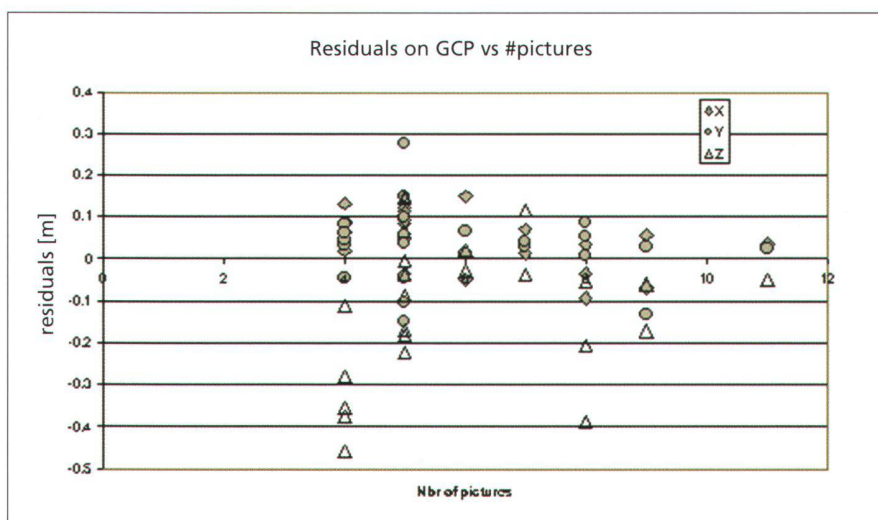 Residuals on GCP vs #pictures
0.4
0.3
0.2
0.1
0
-0.1
-0.2
-0.3
-0.4
-0.5
residuals [m]
0 2 4 6 8 10 12
Nbr of pictures
X
Y
Z